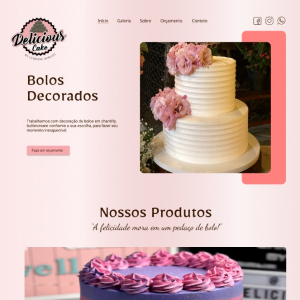 Delicious
Cake
Início Galeria Sobre Orçamento Contato
Bolos
Decorados
Trabalhamos com decoração de bolos em chantilly,
buttercream conforme a sua escolha, para fazer seu
momento inesquecível.
Faça um orçamento
Nossos Produtos
"A felicidade mora em um pedaço de bolo!"
well